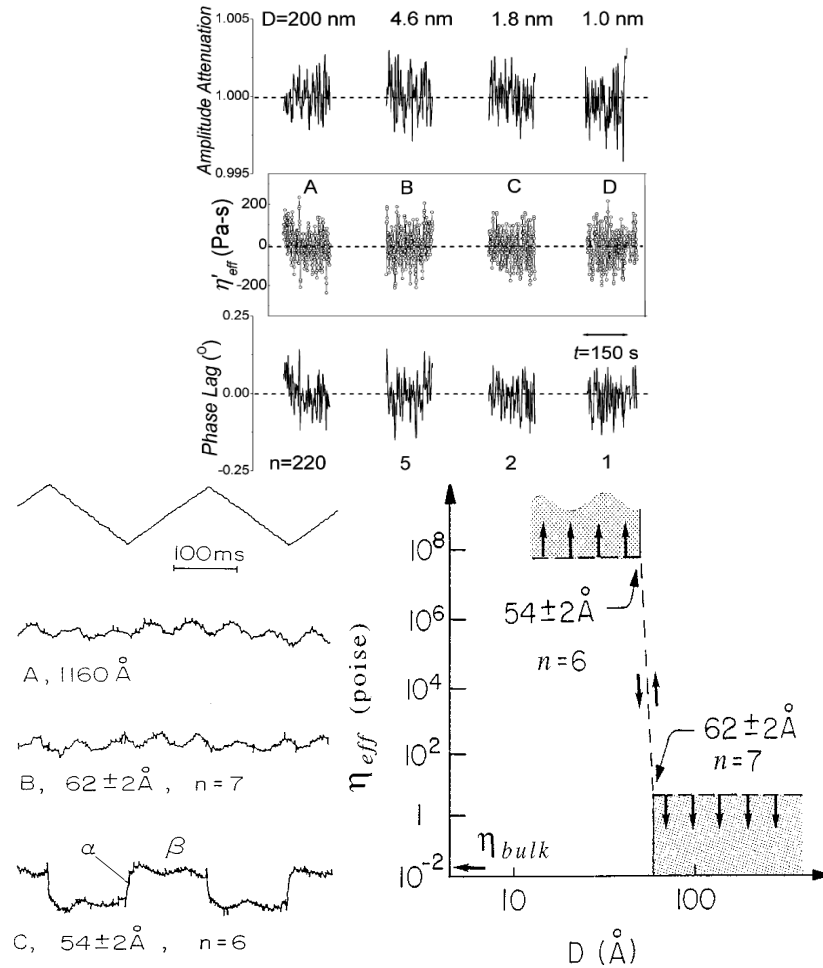 D=200 nm 4.6 nm 1.8 nm 1.0 nm
Amplitude Attenuation
1.005
1.000
0.995
A B C D
η'eff (Pa-s)
200
0
-200
Phase Lag (°)
0.25
0.00
-0.25
t=150 s
n=220 5 2 1
100ms
A, 1160 Å
B, 62±2Å, n=7
α β
C, 54±2Å, n=6
ηeff (poise)
10⁸
10⁶
10⁴
10²
1
10⁻²
54±2Å
n=6
62±2Å
n=7
ηbulk
10 100
D (Å)